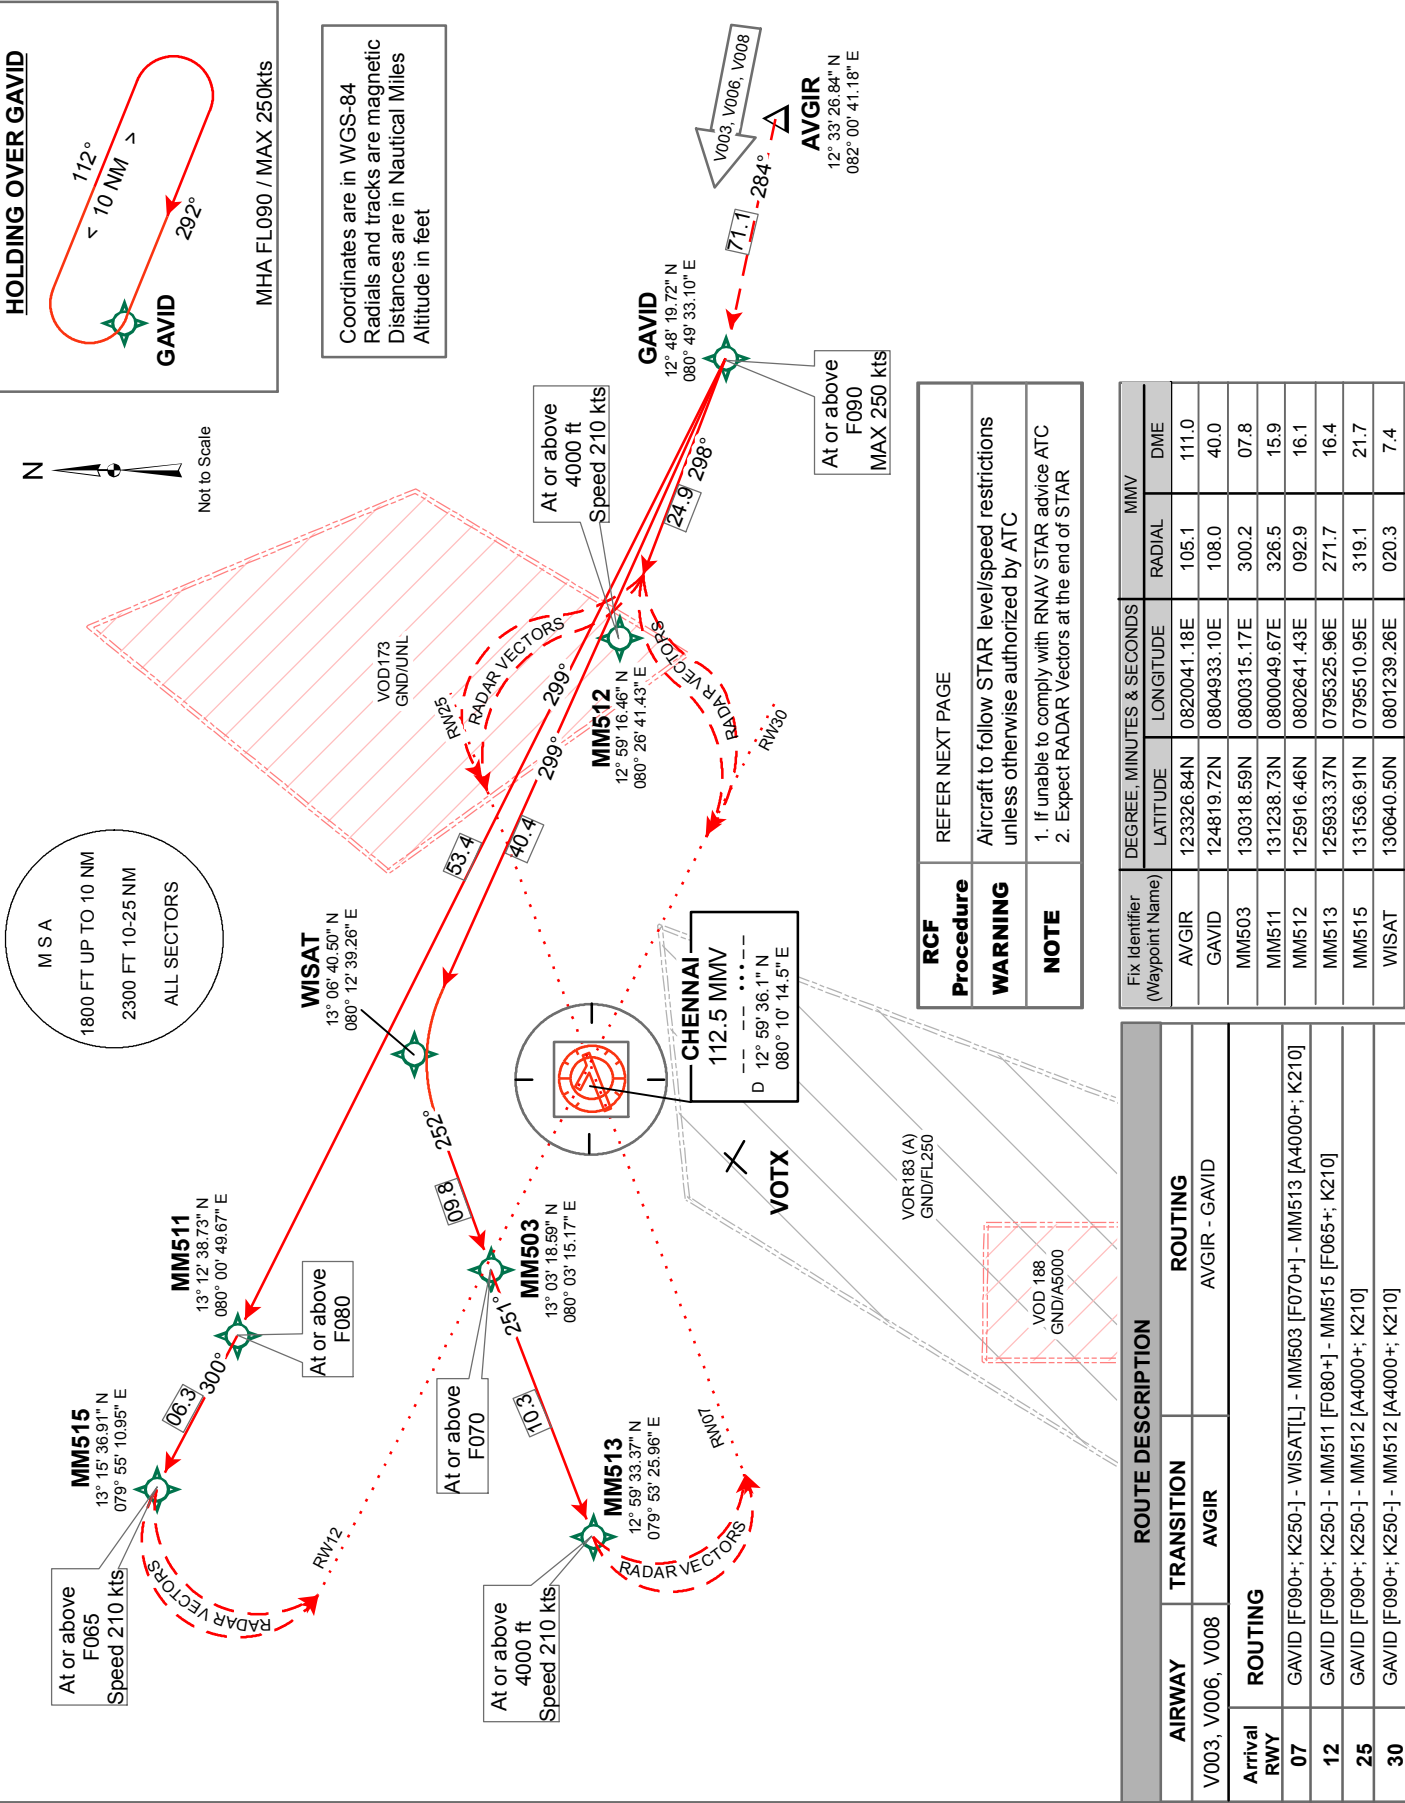 HOLDING OVER GAVID
112°
< 10 NM >
292°
GAVID
MHA FL090 / MAX 250kts
Coordinates are in WGS-84
Radials and tracks are magnetic
Distances are in Nautical Miles
Altitude in feet
N
Not to Scale
M S A
1800 FT UP TO 10 NM
2300 FT 10-25 NM
ALL SECTORS
V003, V006, V008
AVGIR
12° 33' 26.84" N
082° 00' 41.18" E
284°
71.1
GAVID
12° 48' 19.72" N
080° 49' 33.10" E
At or above
F090
MAX 250 kts
At or above
4000 ft
Speed 210 kts
298°
24.9
VOD173
GND/UNL
RADAR VECTORS
RW25
RADAR VECTORS
RW30
MM512
12° 59' 16.46" N
080° 26' 41.43" E
299°
299°
53.4
40.4
WISAT
13° 06' 40.50" N
080° 12' 39.26" E
CHENNAI
112.5 MMV
D -- -- ···-
12° 59' 36.1" N
080° 10' 14.5" E
VOTX
252°
09.8
MM511
13° 12' 38.73" N
080° 00' 49.67" E
At or above
F080
300°
06.3
MM515
13° 15' 36.91" N
079° 55' 10.95" E
At or above
F065
Speed 210 kts
RADAR VECTORS
RW12
MM503
13° 03' 18.59" N
080° 03' 15.17" E
At or above
F070
251°
10.3
MM513
12° 59' 33.37" N
079° 53' 25.96" E
At or above
4000 ft
Speed 210 kts
RADAR VECTORS
RW07
VOR183 (A)
GND/FL250
VOD 188
GND/A5000
RCF Procedure REFER NEXT PAGE
WARNING Aircraft to follow STAR level/speed restrictions
unless otherwise authorized by ATC
NOTE 1. If unable to comply with RNAV STAR advice ATC
2. Expect RADAR Vectors at the end of STAR
ROUTE DESCRIPTION
AIRWAY TRANSITION ROUTING
V003, V006, V008 AVGIR AVGIR - GAVID
Arrival RWY ROUTING
07 GAVID [F090+; K250-] - WISAT[L] - MM503 [F070+] - MM513 [A4000+; K210]
12 GAVID [F090+; K250-] - MM511 [F080+] - MM515 [F065+; K210]
25 GAVID [F090+; K250-] - MM512 [A4000+; K210]
30 GAVID [F090+; K250-] - MM512 [A4000+; K210]
Fix Identifier DEGREE, MINUTES & SECONDS MMV
(Waypoint Name) LATITUDE LONGITUDE RADIAL DME
AVGIR 123326.84N 0820041.18E 105.1 111.0
GAVID 124819.72N 0804933.10E 108.0 40.0
MM503 130318.59N 0800315.17E 300.2 07.8
MM511 131238.73N 0800049.67E 326.5 15.9
MM512 125916.46N 0802641.43E 092.9 16.1
MM513 125933.37N 0795325.96E 271.7 16.4
MM515 131536.91N 0795510.95E 319.1 21.7
WISAT 130640.50N 0801239.26E 020.3 7.4